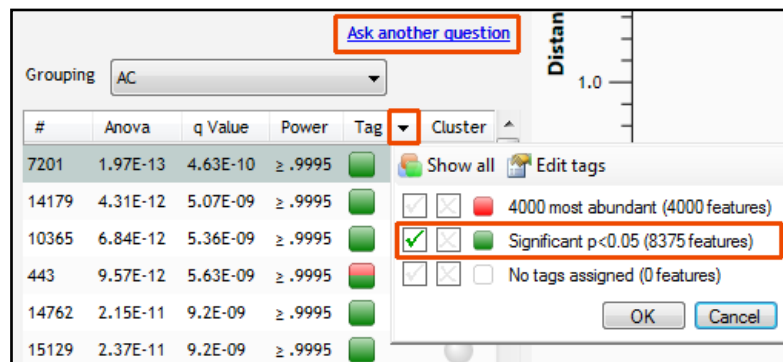 Ask another question
Grouping AC
Distan
1.0
# Anova q Value Power Tag Cluster
7201 1.97E-13 4.63E-10 ≥ .9995
14179 4.31E-12 5.07E-09 ≥ .9995
10365 6.84E-12 5.36E-09 ≥ .9995
443 9.57E-12 5.63E-09 ≥ .9995
14762 2.15E-11 9.2E-09 ≥ .9995
15129 2.37E-11 9.2E-09 ≥ .9995
Show all Edit tags
4000 most abundant (4000 features)
Significant p<0.05 (8375 features)
No tags assigned (0 features)
OK Cancel